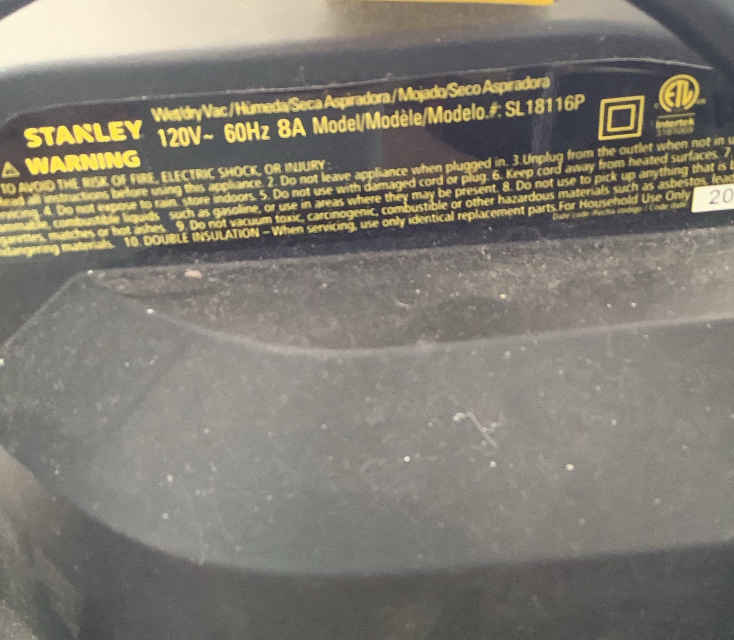 Wet/dry Vac / Húmeda/Seca Aspiradora / Mojado/Seco Aspiradora
STANLEY 120V~ 60Hz 8A Model/Modèle/Modelo.#: SL18116P
WARNING
TO AVOID THE RISK OF FIRE, ELECTRIC SHOCK, OR INJURY:
all instructions before using this appliance. 2. Do not leave appliance when plugged in. 3.Unplug from the outlet when not in
4. Do not expose to rain, store indoors. 5. Do not use with damaged cord or plug. 6. Keep cord away from heated surfaces. 7.
combustible liquids such as gasoline, or use in areas where they may be present. 8. Do not use to pick up anything that is
matches or hot ashes. 9. Do not vacuum toxic, carcinogenic, combustible or other hazardous materials such as asbestos,
materials. 10. DOUBLE INSULATION – When servicing, use only identical replacement parts. For Household Use Only
ETL
Intertek
20